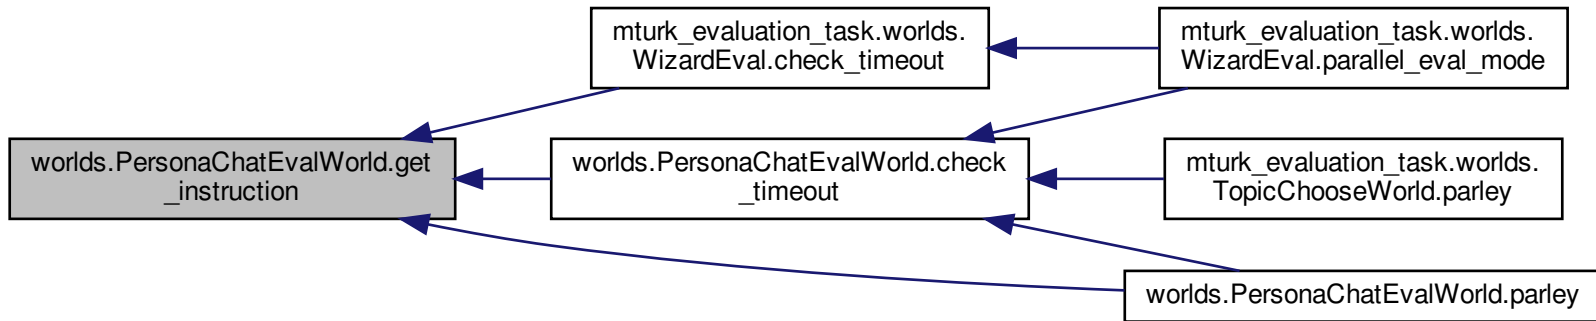 mturk_evaluation_task.worlds.
WizardEval.check_timeout
mturk_evaluation_task.worlds.
WizardEval.parallel_eval_mode
worlds.PersonaChatEvalWorld.get
_instruction
worlds.PersonaChatEvalWorld.check
_timeout
mturk_evaluation_task.worlds.
TopicChooseWorld.parley
worlds.PersonaChatEvalWorld.parley